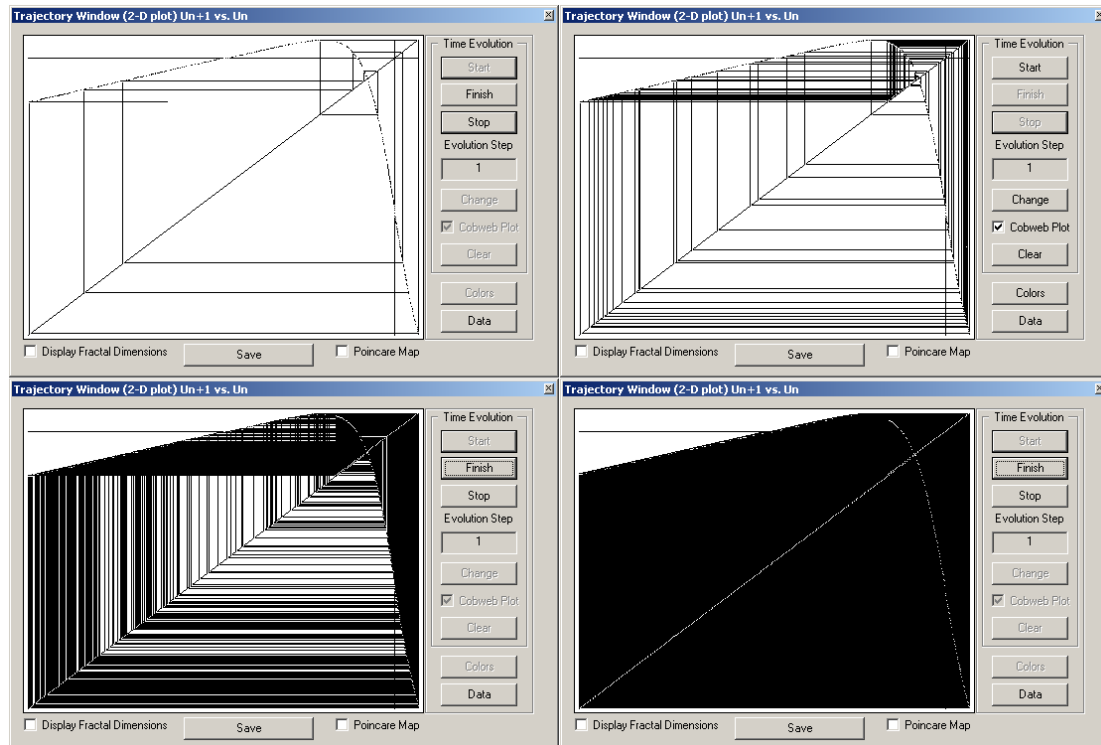 Trajectory Window (2-D plot) Un+1 vs. Un
Time Evolution
Start
Finish
Stop
Evolution Step
1
Change
Cobweb Plot
Clear
Colors
Data
Display Fractal Dimensions
Save
Poincare Map
Trajectory Window (2-D plot) Un+1 vs. Un
Time Evolution
Start
Finish
Stop
Evolution Step
1
Change
Cobweb Plot
Clear
Colors
Data
Display Fractal Dimensions
Save
Poincare Map
Trajectory Window (2-D plot) Un+1 vs. Un
Time Evolution
Start
Finish
Stop
Evolution Step
1
Change
Cobweb Plot
Clear
Colors
Data
Display Fractal Dimensions
Save
Poincare Map
Trajectory Window (2-D plot) Un+1 vs. Un
Time Evolution
Start
Finish
Stop
Evolution Step
1
Change
Cobweb Plot
Clear
Colors
Data
Display Fractal Dimensions
Save
Poincare Map